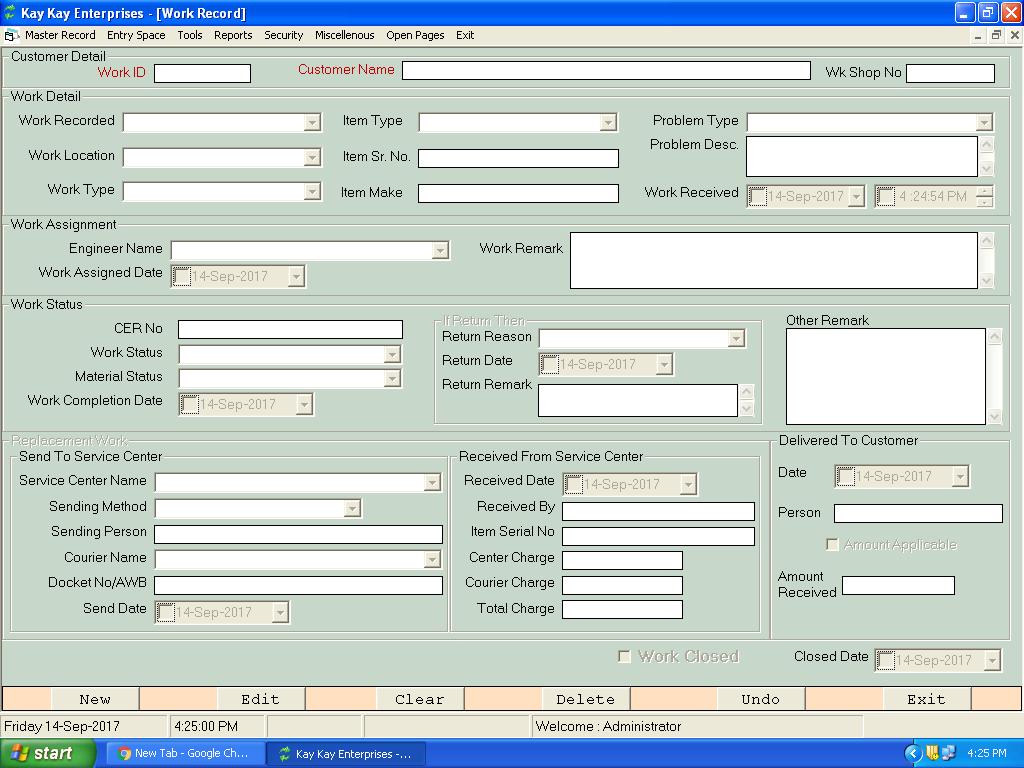 Kay Kay Enterprises - [Work Record]
Master Record Entry Space Tools Reports Security Miscellenous Open Pages Exit
Customer Detail
Work ID Customer Name Wk Shop No
Work Detail
Work Recorded Item Type Problem Type
Work Location Item Sr. No. Problem Desc.
Work Type Item Make Work Received 14-Sep-2017 4:24:54 PM
Work Assignment
Engineer Name Work Remark
Work Assigned Date 14-Sep-2017
Work Status
CER No If Return Then Other Remark
Work Status Return Reason
Material Status Return Date 14-Sep-2017
Work Completion Date 14-Sep-2017 Return Remark
Replacement Work Delivered To Customer
Send To Service Center Received From Service Center
Service Center Name Received Date 14-Sep-2017 Date 14-Sep-2017
Sending Method Received By Person
Sending Person Item Serial No
Courier Name Center Charge Amount Applicable
Docket No/AWB Courier Charge Amount Received
Send Date 14-Sep-2017 Total Charge
Work Closed Closed Date 14-Sep-2017
New Edit Clear Delete Undo Exit
Friday 14-Sep-2017 4:25:00 PM Welcome : Administrator
start New Tab - Google Ch... Kay Kay Enterprises -... 4:25 PM